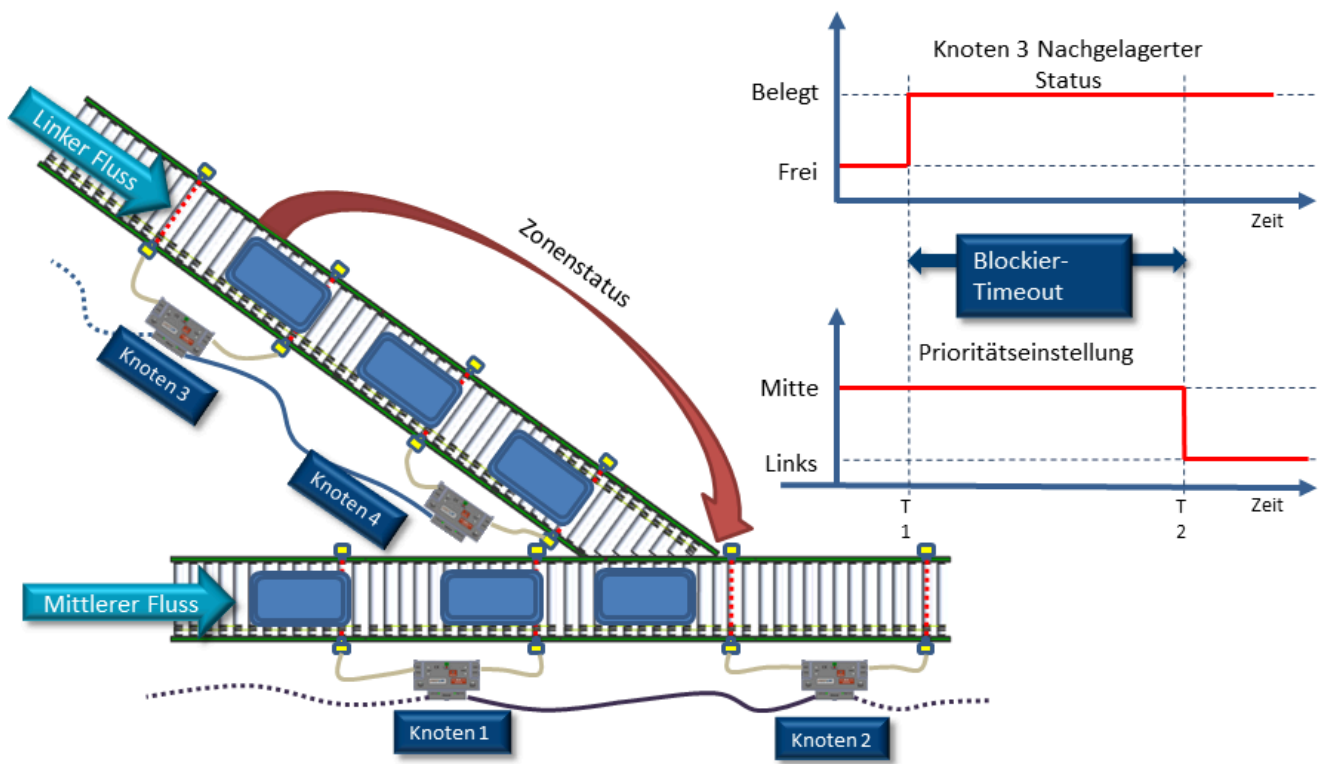 Linker Fluss
Zonenstatus
Knoten 3
Knoten 4
Mittlerer Fluss
Knoten 1
Knoten 2
Knoten 3 Nachgelagerter
Status
Belegt
Frei
Zeit
Blockier-
Timeout
Prioritätseinstellung
Mitte
Links
T
1
T
2
Zeit